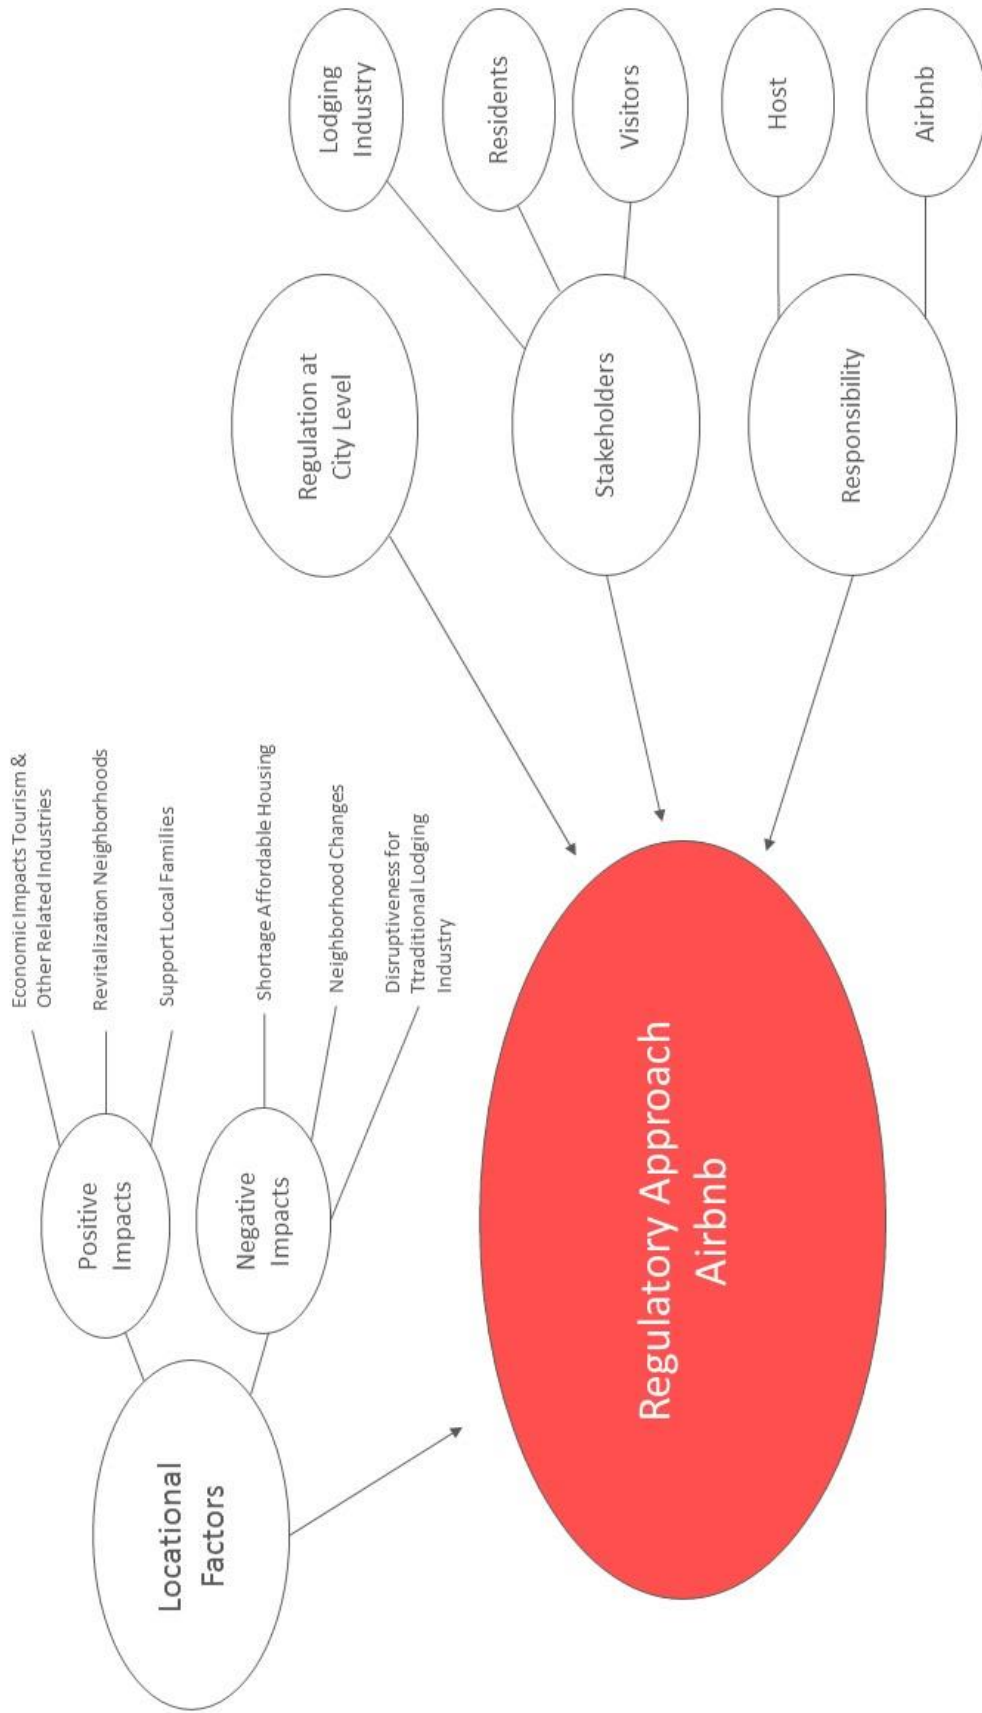 Economic Impacts Tourism &
Other Related Industries
Revitalization Neighborhoods
Support Local Families
Positive
Impacts
Shortage Affordable Housing
Neighborhood Changes
Disruptiveness for
Ttraditional Lodging
Industry
Negative
Impacts
Locational
Factors
Regulation at
City Level
Lodging
Industry
Residents
Visitors
Stakeholders
Host
Airbnb
Responsibility
Regulatory Approach
Airbnb